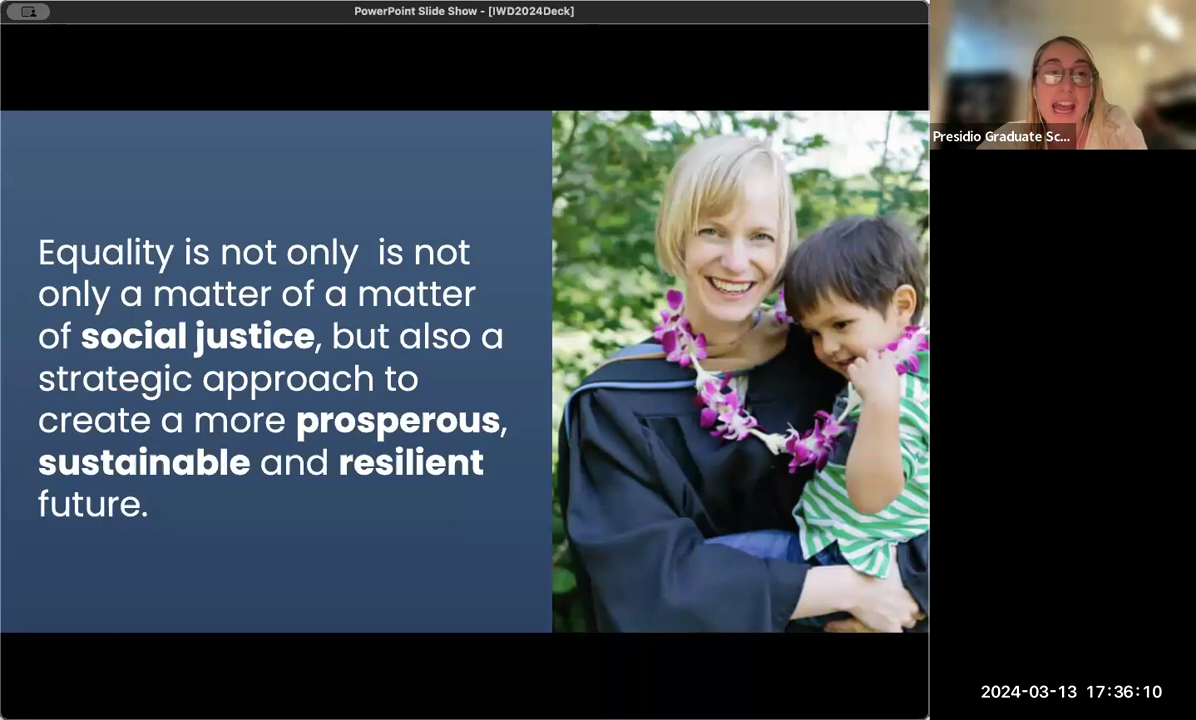 PowerPoint Slide Show - [IWD2024Deck]
Equality is not only  is not
only a matter of a matter
of social justice, but also a
strategic approach to
create a more prosperous,
sustainable and resilient
future.
Presidio Graduate Sc...
2024-03-13 17:36:10